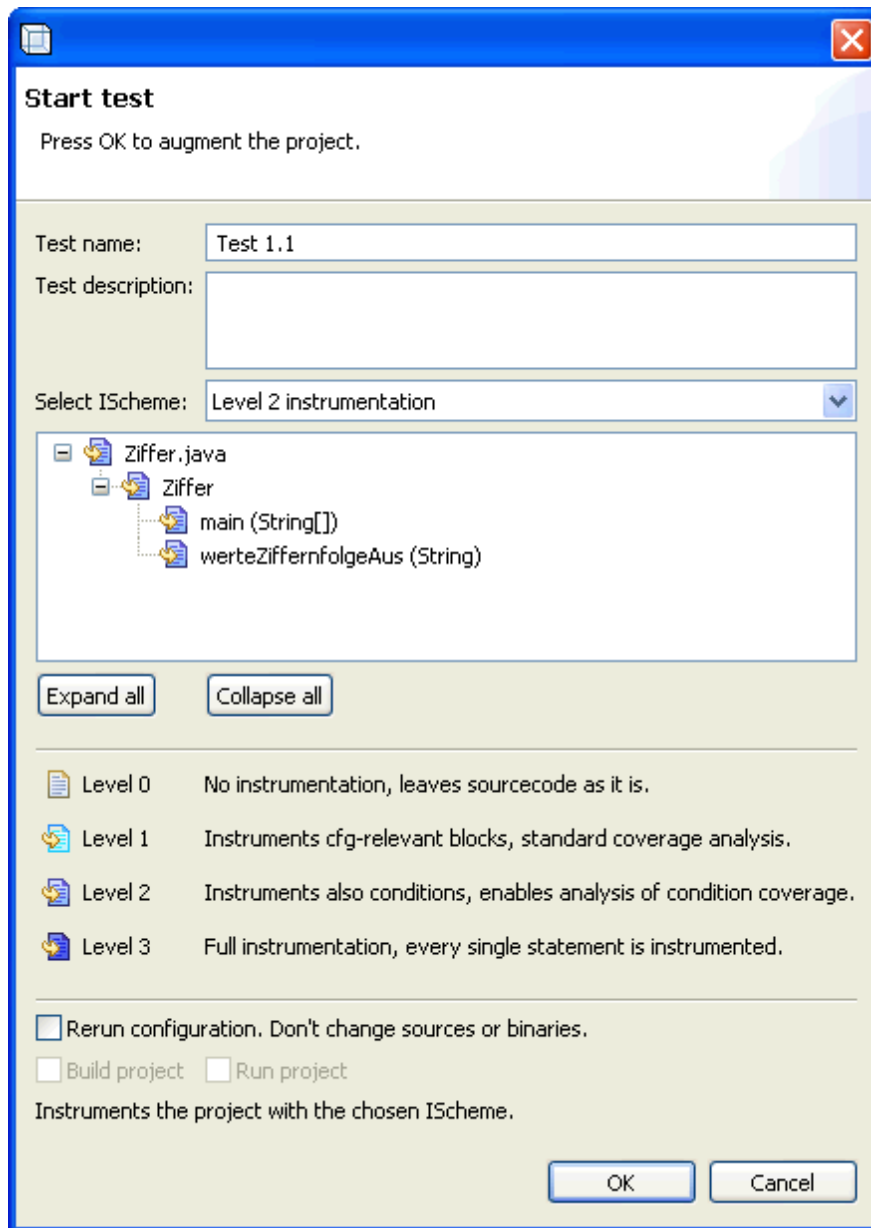 Start test
Press OK to augment the project.
Test name: Test 1.1
Test description:
Select IScheme: Level 2 instrumentation
Ziffer.java
Ziffer
main (String[])
werteZiffernfolgeAus (String)
Expand all Collapse all
Level 0 No instrumentation, leaves sourcecode as it is.
Level 1 Instruments cfg-relevant blocks, standard coverage analysis.
Level 2 Instruments also conditions, enables analysis of condition coverage.
Level 3 Full instrumentation, every single statement is instrumented.
Rerun configuration. Don't change sources or binaries.
Build project Run project
Instruments the project with the chosen IScheme.
OK Cancel